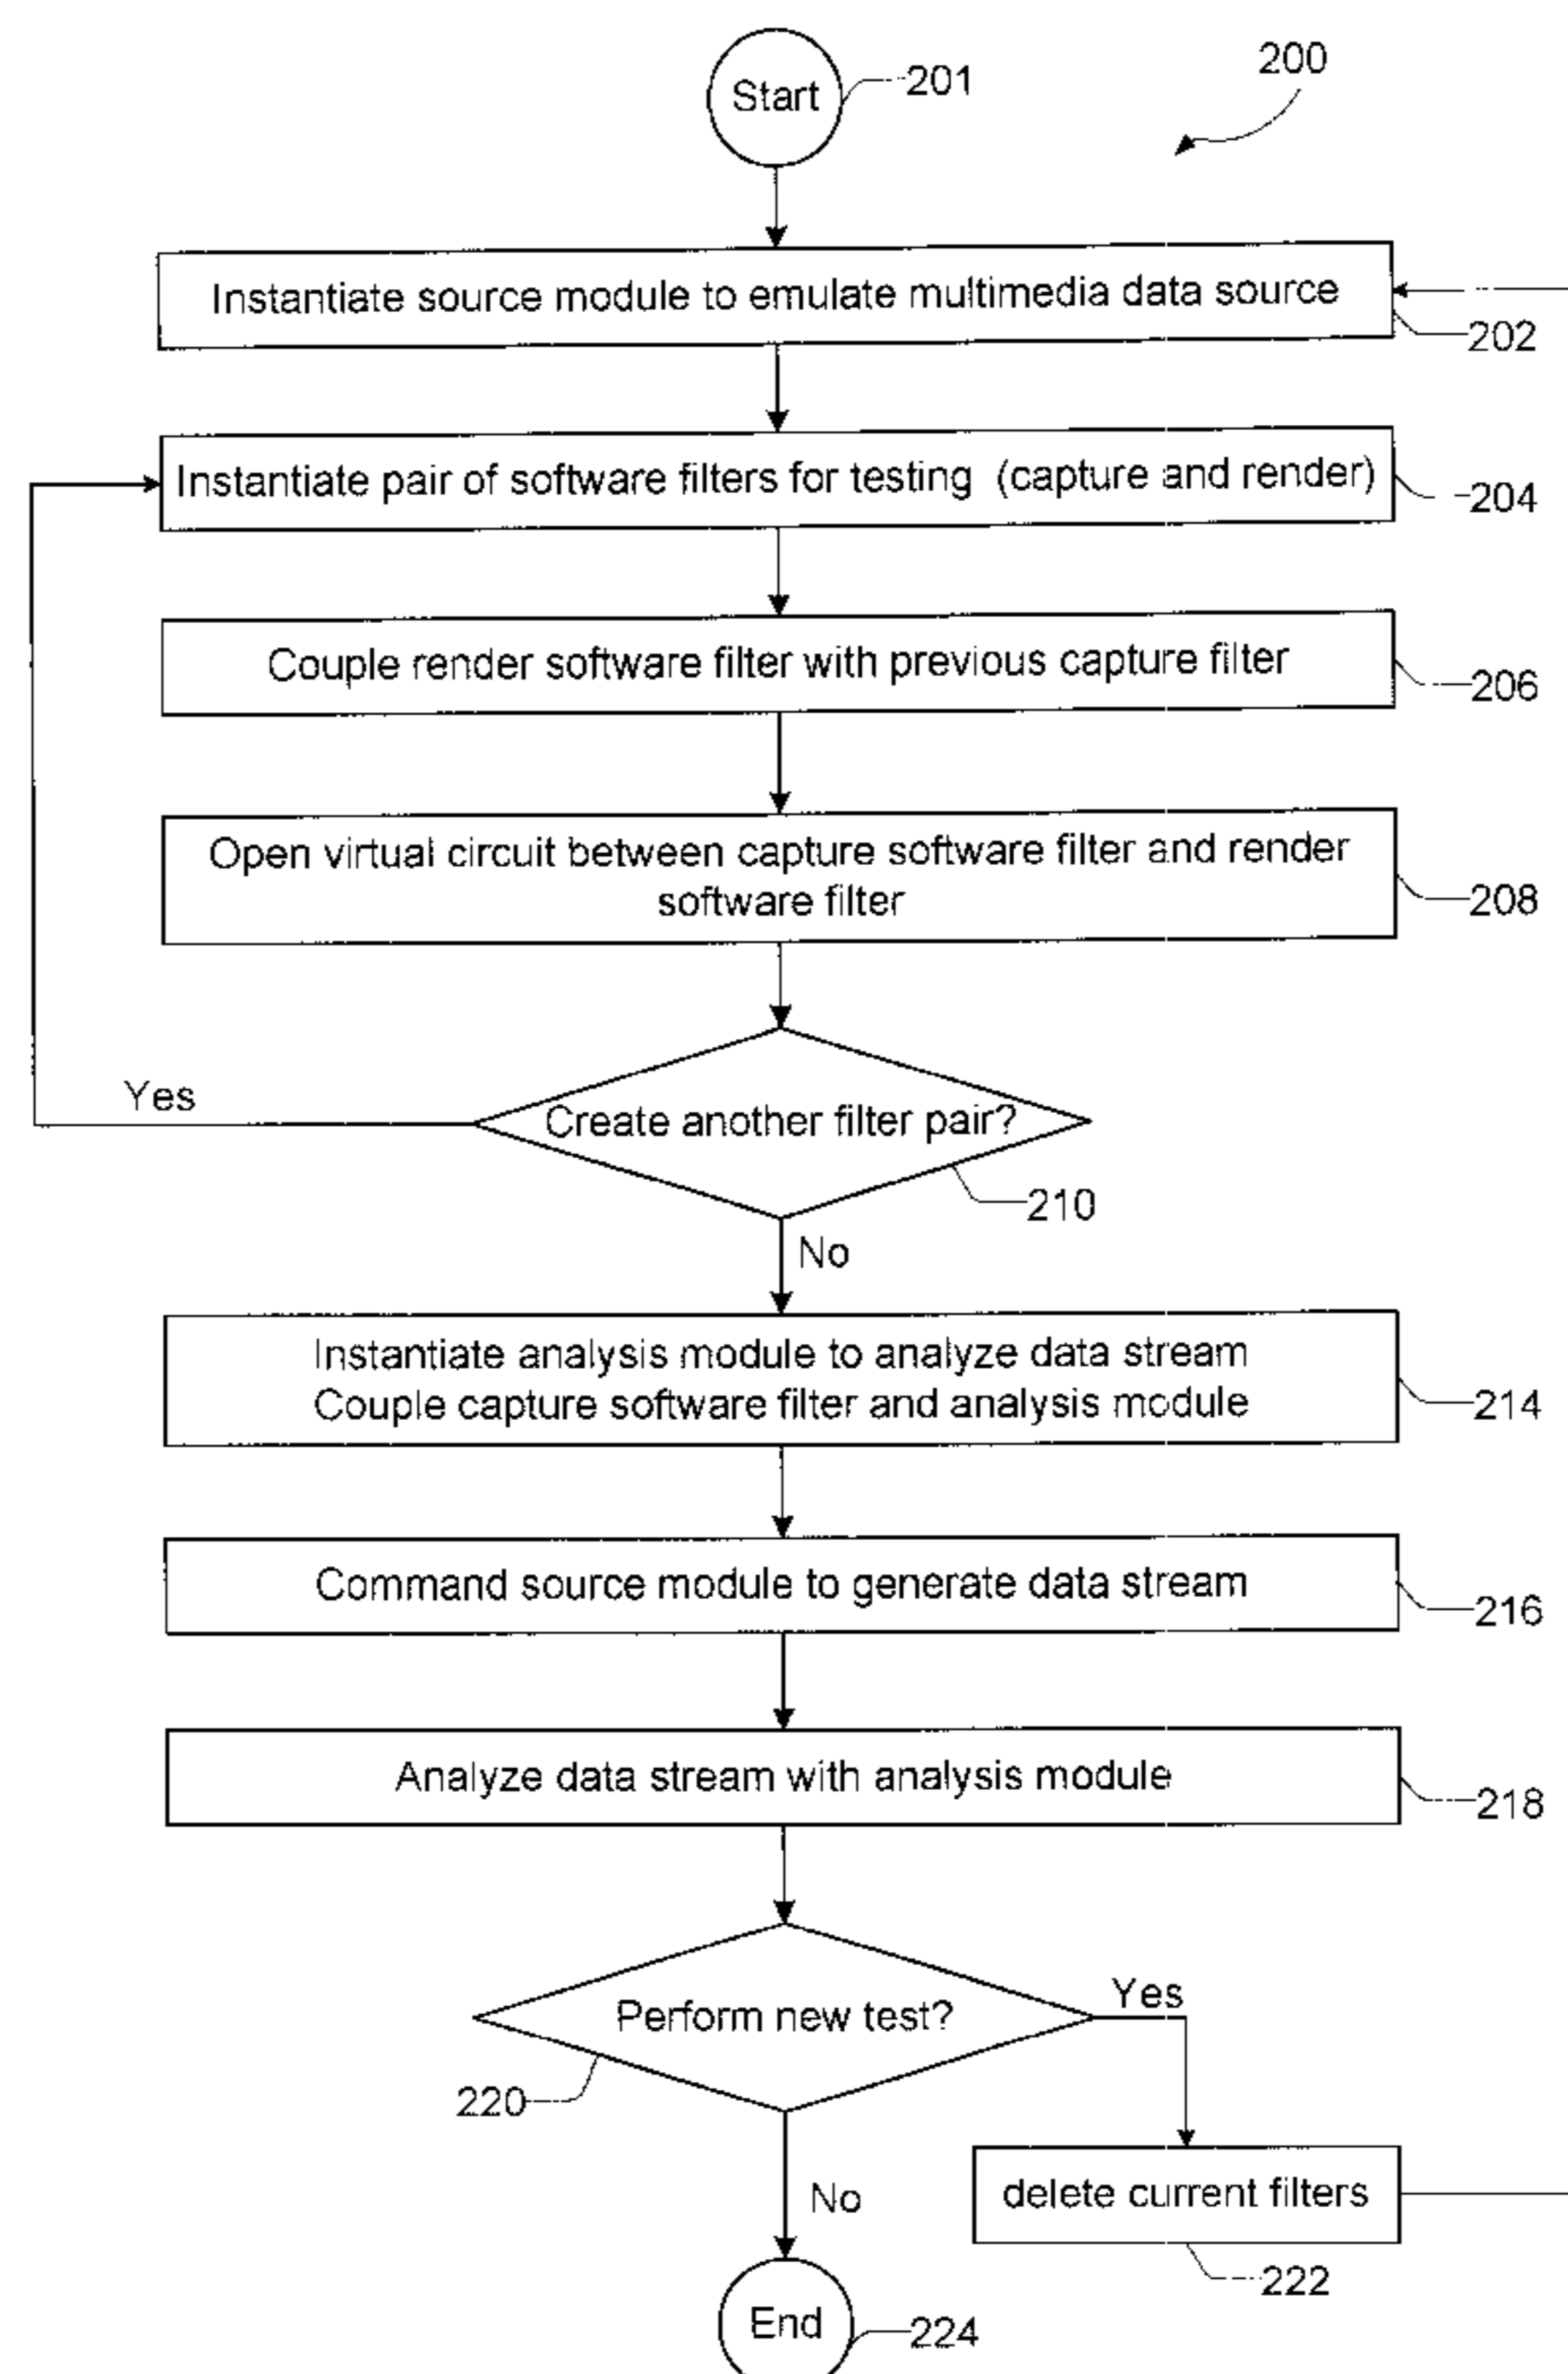 200
Start
201
Instantiate source module to emulate multimedia data source
202
Instantiate pair of software filters for testing (capture and render)
204
Couple render software filter with previous capture filter
206
Open virtual circuit between capture software filter and render
software filter
208
Yes
Create another filter pair?
210
No
Instantiate analysis module to analyze data stream
Couple capture software filter and analysis module
214
Command source module to generate data stream
216
Analyze data stream with analysis module
218
Perform new test?
Yes
220
No
delete current filters
222
End
224